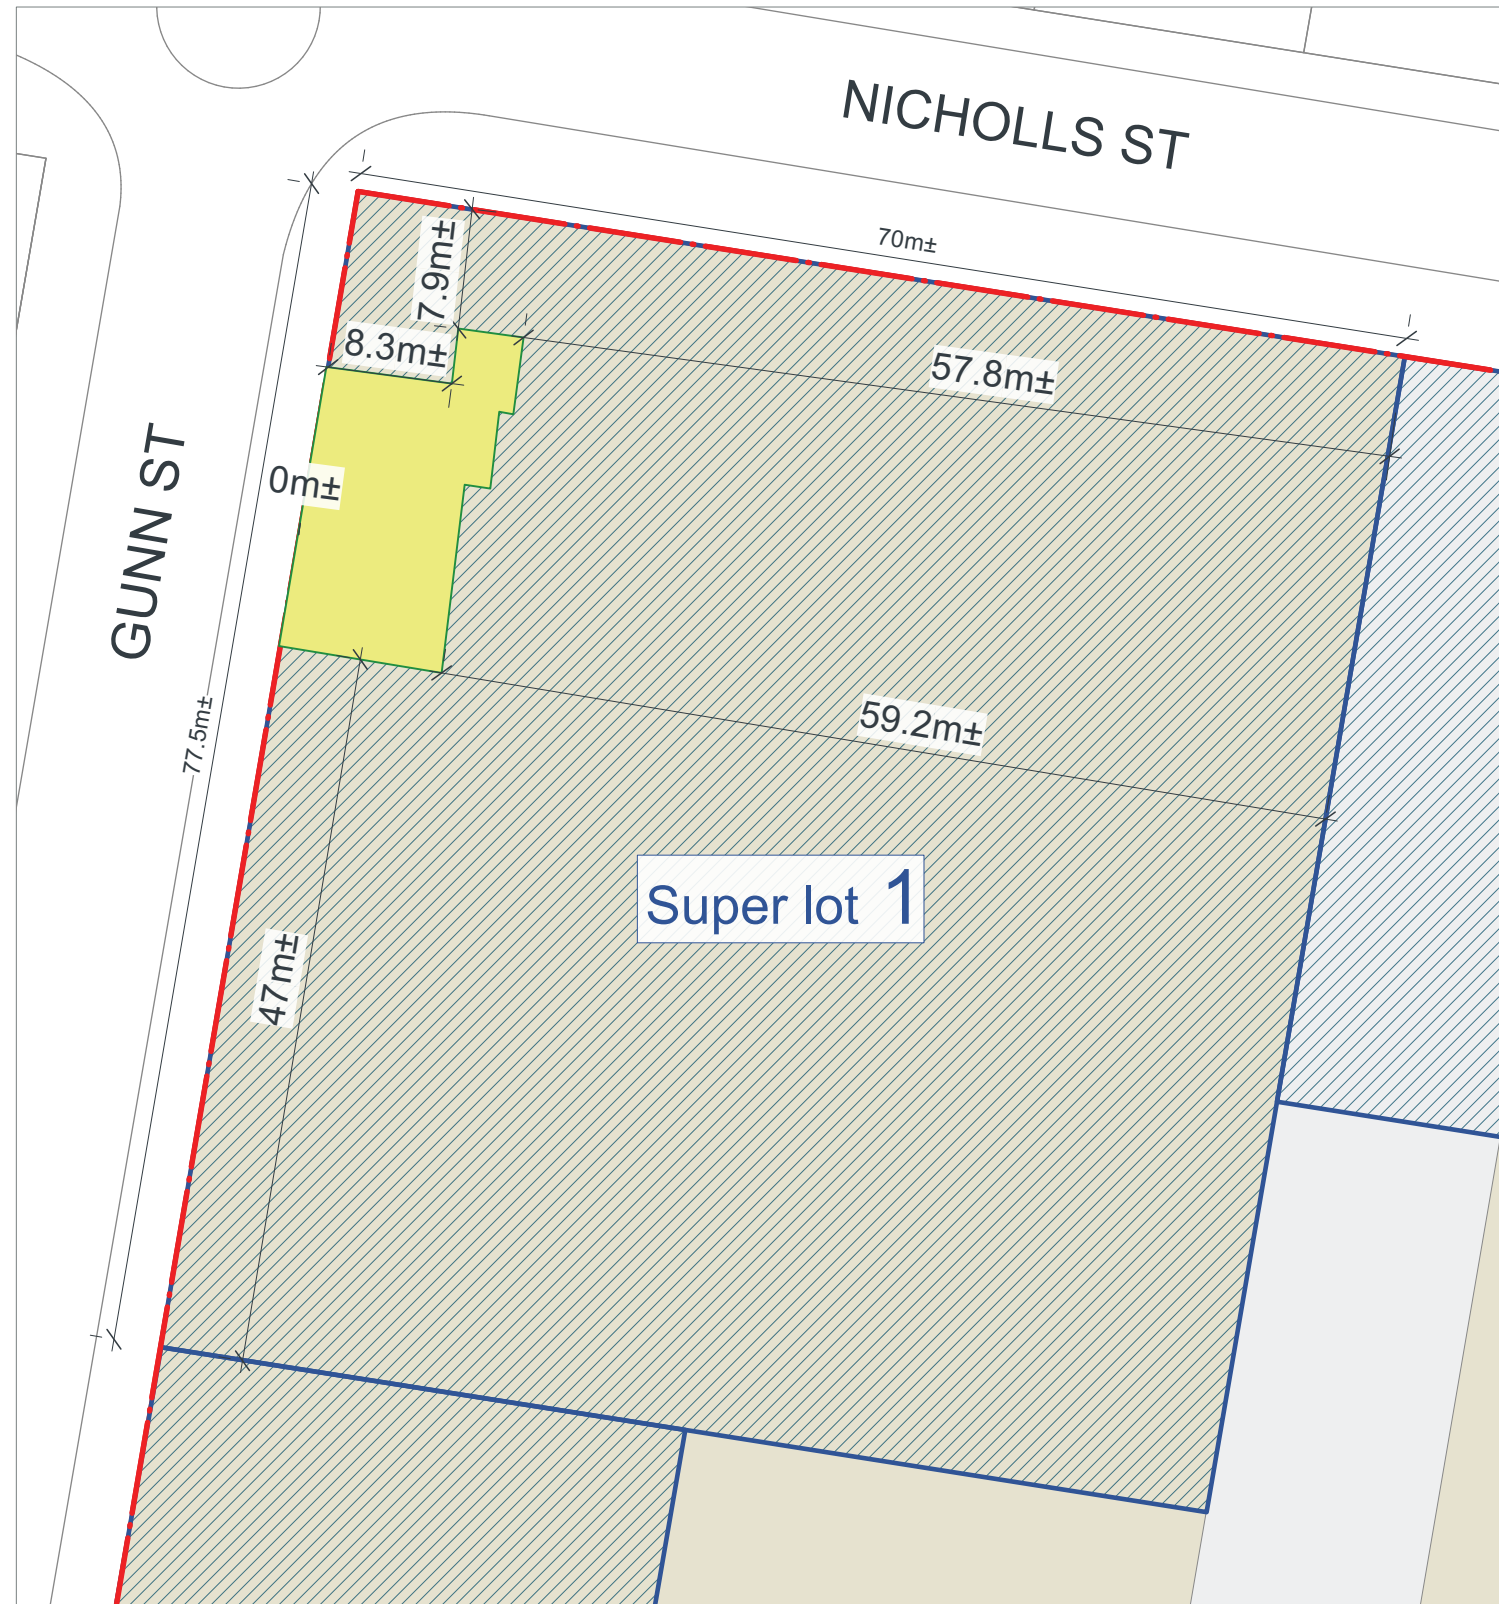 NICHOLLS ST
70m±
7.9m±
8.3m±
57.8m±
0m±
GUNN ST
77.5m±
59.2m±
Super lot 1
47m±